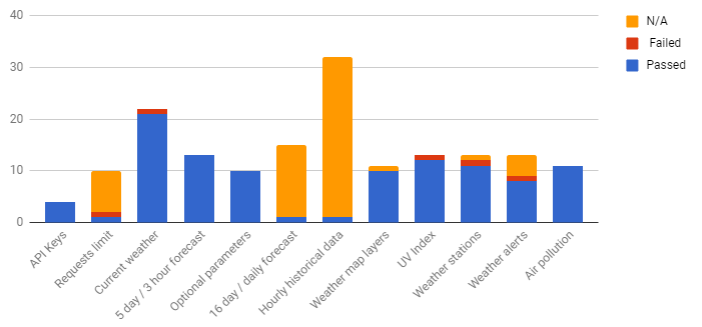 40
30
20
10
0
API Keys
Requests limit
Current weather
5 day / 3 hour forecast
Optional parameters
16 day / daily forecast
Hourly historical data
Weather map layers
UV Index
Weather stations
Weather alerts
Air pollution
N/A
Failed
Passed